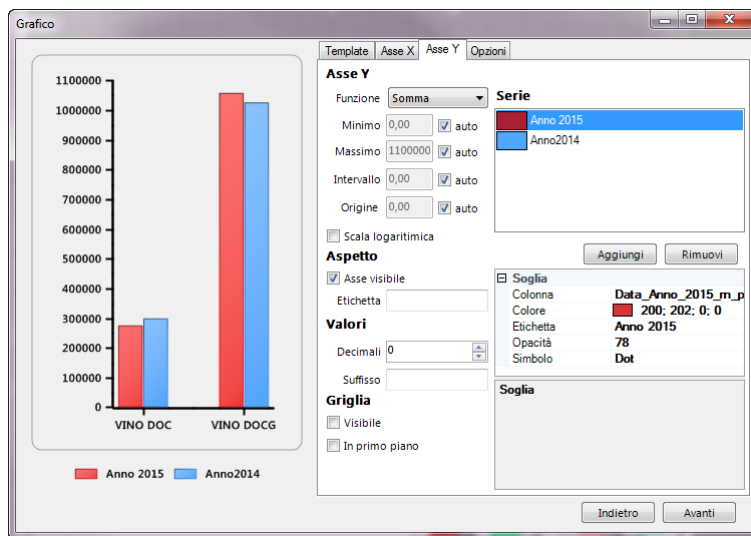 Grafico
Template Asse X Asse Y Opzioni
1100000
1000000
900000
800000
700000
600000
500000
400000
300000
200000
100000
0
VINO DOC VINO DOCG
Anno 2015 Anno2014
Asse Y
Funzione Somma
Minimo 0,00 auto
Massimo 1100000 auto
Intervallo 0,00 auto
Origine 0,00 auto
Scala logaritmica
Aspetto
Asse visibile
Etichetta
Valori
Decimali 0
Suffisso
Griglia
Visibile
In primo piano
Serie
Anno 2015
Anno2014
Aggiungi Rimuovi
Soglia
Colonna Data_Anno_2015_m_p
Colore 200; 202; 0; 0
Etichetta Anno 2015
Opacità 78
Simbolo Dot
Soglia
Indietro Avanti